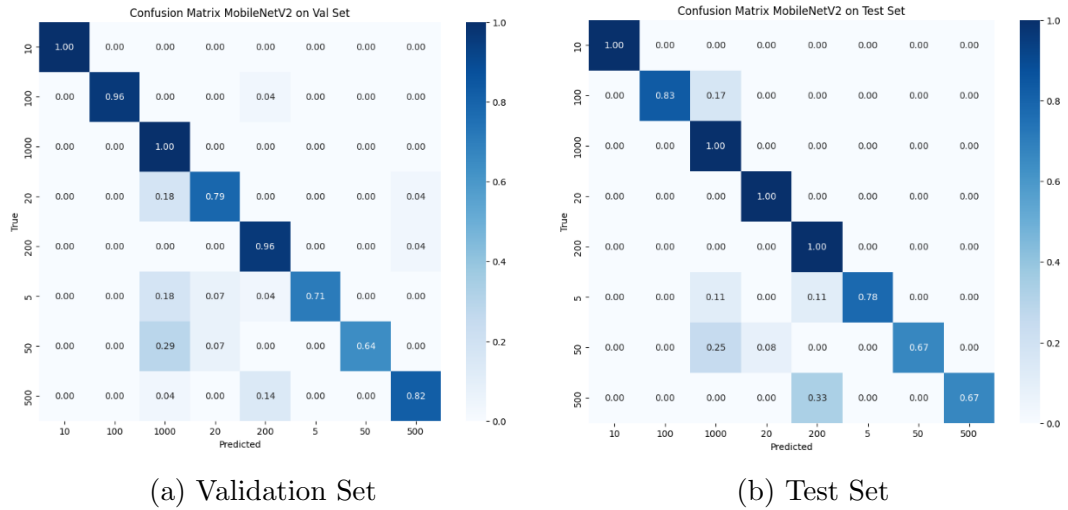 Confusion Matrix MobileNetV2 on Val Set
10 1.00 0.00 0.00 0.00 0.00 0.00 0.00 0.00
100 0.00 0.96 0.00 0.00 0.04 0.00 0.00 0.00
1000 0.00 0.00 1.00 0.00 0.00 0.00 0.00 0.00
20 0.00 0.00 0.18 0.79 0.00 0.00 0.00 0.04
200 0.00 0.00 0.00 0.00 0.96 0.00 0.00 0.04
5 0.00 0.00 0.18 0.07 0.04 0.71 0.00 0.00
50 0.00 0.00 0.29 0.07 0.00 0.00 0.64 0.00
500 0.00 0.00 0.04 0.00 0.14 0.00 0.00 0.82
True
10 100 1000 20 200 5 50 500
Predicted
1.0
0.8
0.6
0.4
0.2
0.0
(a) Validation Set
Confusion Matrix MobileNetV2 on Test Set
10 1.00 0.00 0.00 0.00 0.00 0.00 0.00 0.00
100 0.00 0.83 0.17 0.00 0.00 0.00 0.00 0.00
1000 0.00 0.00 1.00 0.00 0.00 0.00 0.00 0.00
20 0.00 0.00 0.00 1.00 0.00 0.00 0.00 0.00
200 0.00 0.00 0.00 0.00 1.00 0.00 0.00 0.00
5 0.00 0.00 0.11 0.00 0.11 0.78 0.00 0.00
50 0.00 0.00 0.25 0.08 0.00 0.00 0.67 0.00
500 0.00 0.00 0.00 0.00 0.33 0.00 0.00 0.67
True
10 100 1000 20 200 5 50 500
Predicted
1.0
0.8
0.6
0.4
0.2
0.0
(b) Test Set